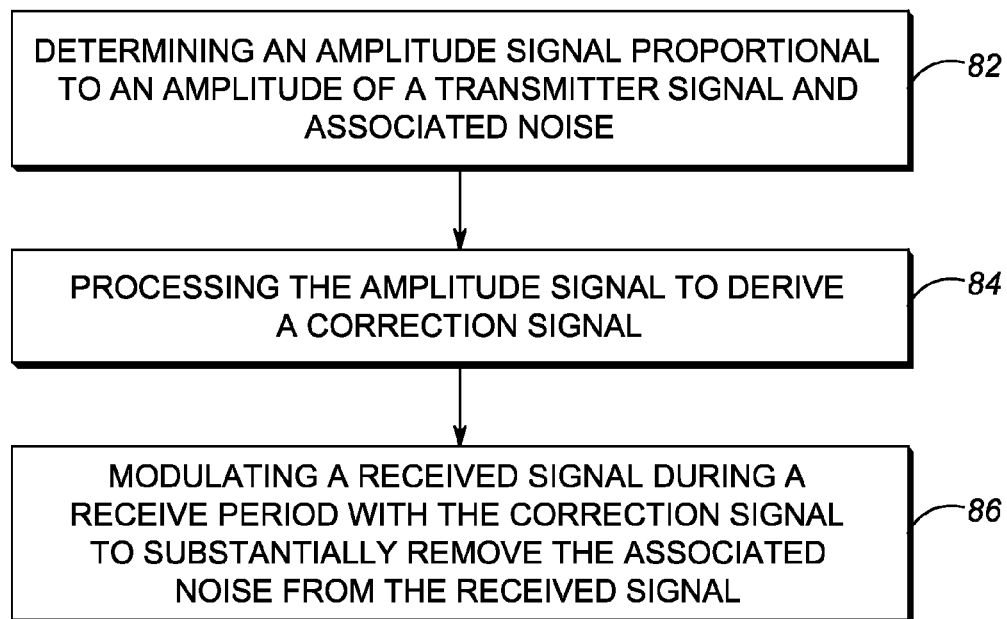 DETERMINING AN AMPLITUDE SIGNAL PROPORTIONAL
TO AN AMPLITUDE OF A TRANSMITTER SIGNAL AND
ASSOCIATED NOISE
82
PROCESSING THE AMPLITUDE SIGNAL TO DERIVE
A CORRECTION SIGNAL
84
MODULATING A RECEIVED SIGNAL DURING A
RECEIVE PERIOD WITH THE CORRECTION SIGNAL
TO SUBSTANTIALLY REMOVE THE ASSOCIATED
NOISE FROM THE RECEIVED SIGNAL
86